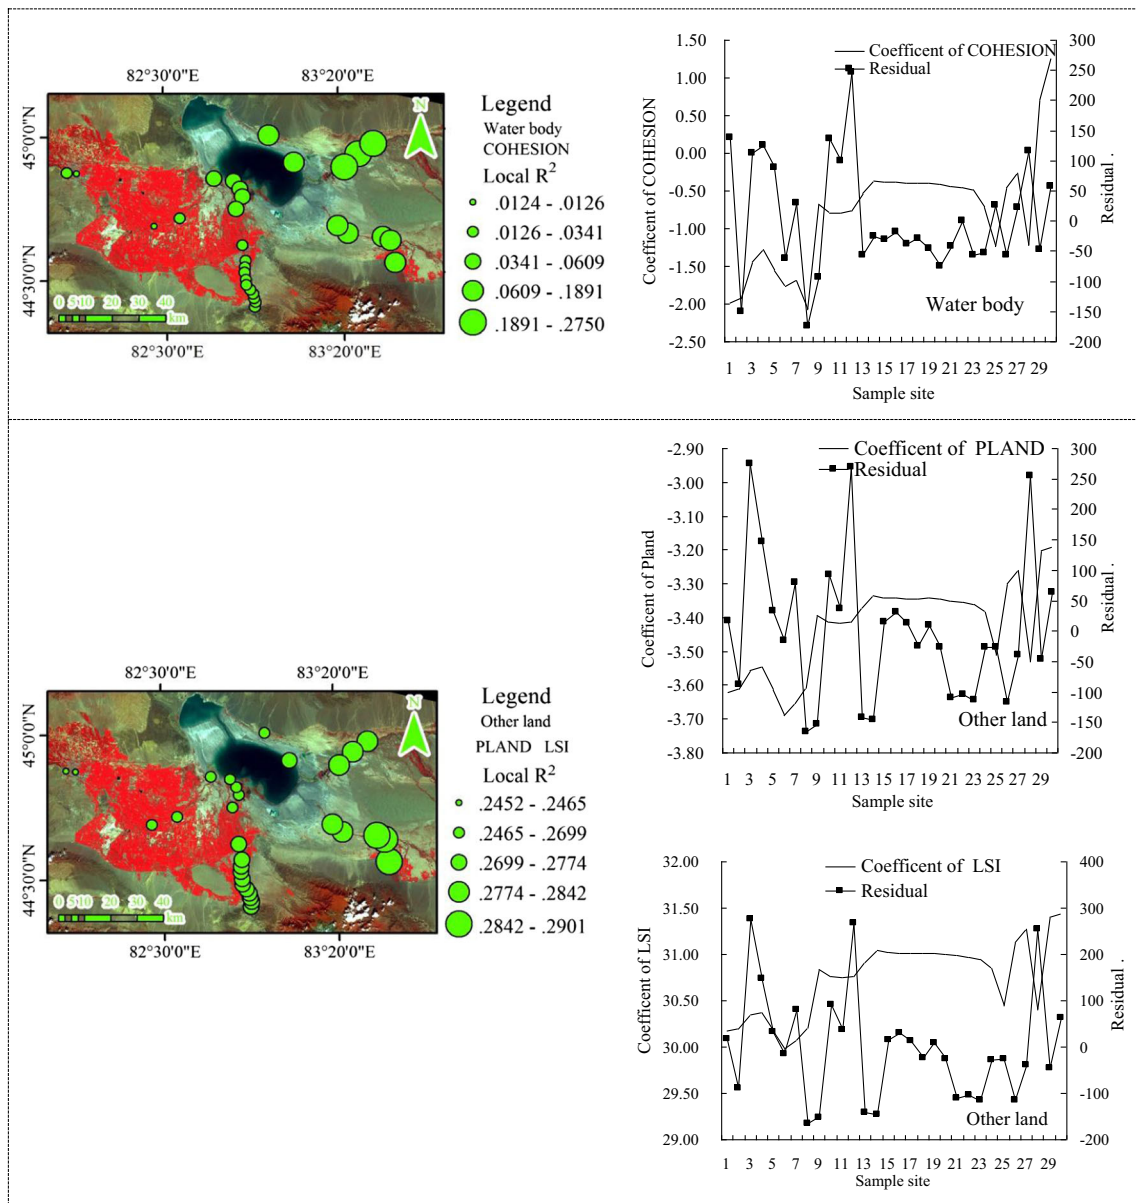 82°30'0"E
83°20'0"E
45°0'0"N
44°30'0"N
N
0 5 10 20 30 40
km
82°30'0"E
83°20'0"E
Legend
Water body
COHESION
Local R²
.0124 - .0126
.0126 - .0341
.0341 - .0609
.0609 - .1891
.1891 - .2750
Coefficent of COHESION
Residual
1.50
1.00
0.50
0.00
-0.50
-1.00
-1.50
-2.00
-2.50
Coefficent of COHESION
300
250
200
150
100
50
0
-50
-100
-150
-200
Residual .
Water body
1 3 5 7 9 11 13 15 17 19 21 23 25 27 29
Sample site
Coefficent of PLAND
Residual
-2.90
-3.00
-3.10
-3.20
-3.30
-3.40
-3.50
-3.60
-3.70
-3.80
Coefficent of Pland
300
250
200
150
100
50
0
-50
-100
-150
-200
Residual .
Other land
1 3 5 7 9 11 13 15 17 19 21 23 25 27 29
Sample site
82°30'0"E
83°20'0"E
45°0'0"N
44°30'0"N
N
0 5 10 20 30 40
km
82°30'0"E
83°20'0"E
Legend
Other land
PLAND LSI
Local R²
.2452 - .2465
.2465 - .2699
.2699 - .2774
.2774 - .2842
.2842 - .2901
Coefficent of LSI
Residual
32.00
31.50
31.00
30.50
30.00
29.50
29.00
Coefficent of LSI
400
300
200
100
0
-100
-200
Residual .
Other land
1 3 5 7 9 11 13 15 17 19 21 23 25 27 29
Sample site